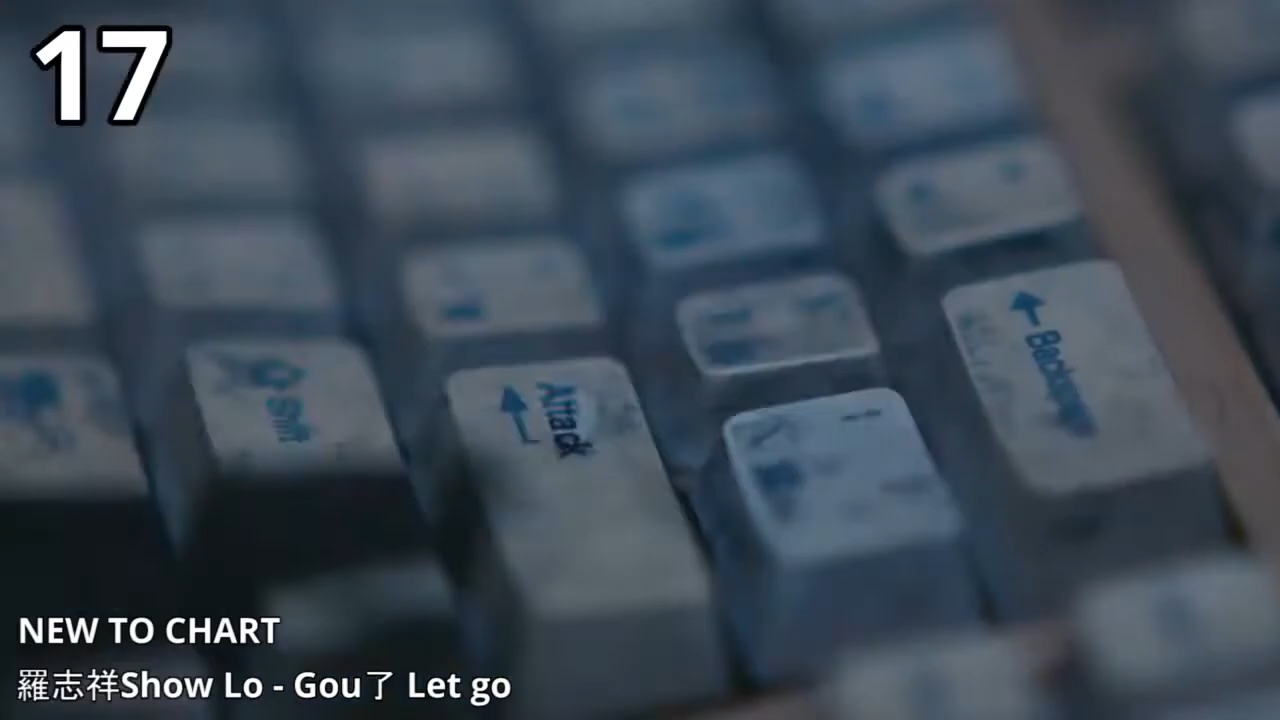 17
Shift
Attack
Backspace
NEW TO CHART
羅志祥Show Lo - Gou了 Let go